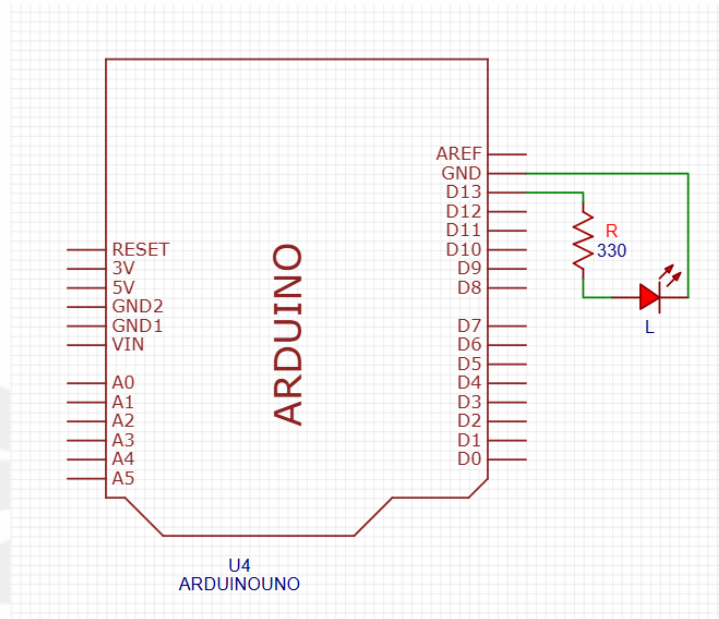 AREF
GND
D13
D12
D11
D10
D9
D8
D7
D6
D5
D4
D3
D2
D1
D0
RESET
3V
5V
GND2
GND1
VIN
A0
A1
A2
A3
A4
A5
ARDUINO
R
330
L
U4
ARDUINOUNO